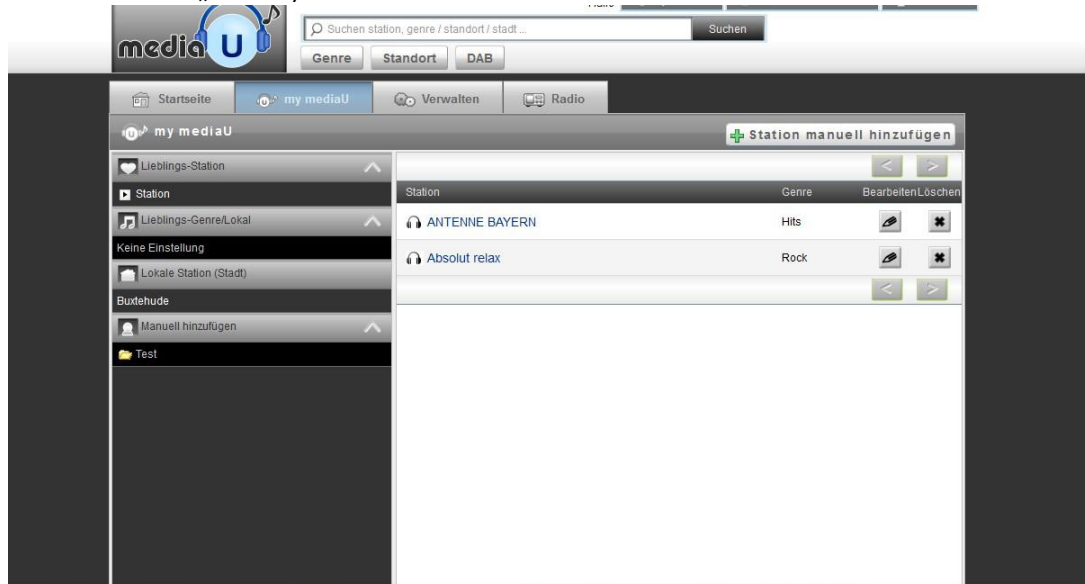 media U
Suchen station, genre / standort / stadt ...
Suchen
Genre
Standort
DAB
Startseite
my mediaU
Verwalten
Radio
my mediaU
Station manuell hinzufügen
Lieblings-Station
< >
Station
Station Genre Bearbeiten Löschen
Lieblings-Genre/Lokal
ANTENNE BAYERN Hits
Keine Einstellung
Absolut relax Rock
Lokale Station (Stadt)
< >
Buxtehude
Manuell hinzufügen
Test